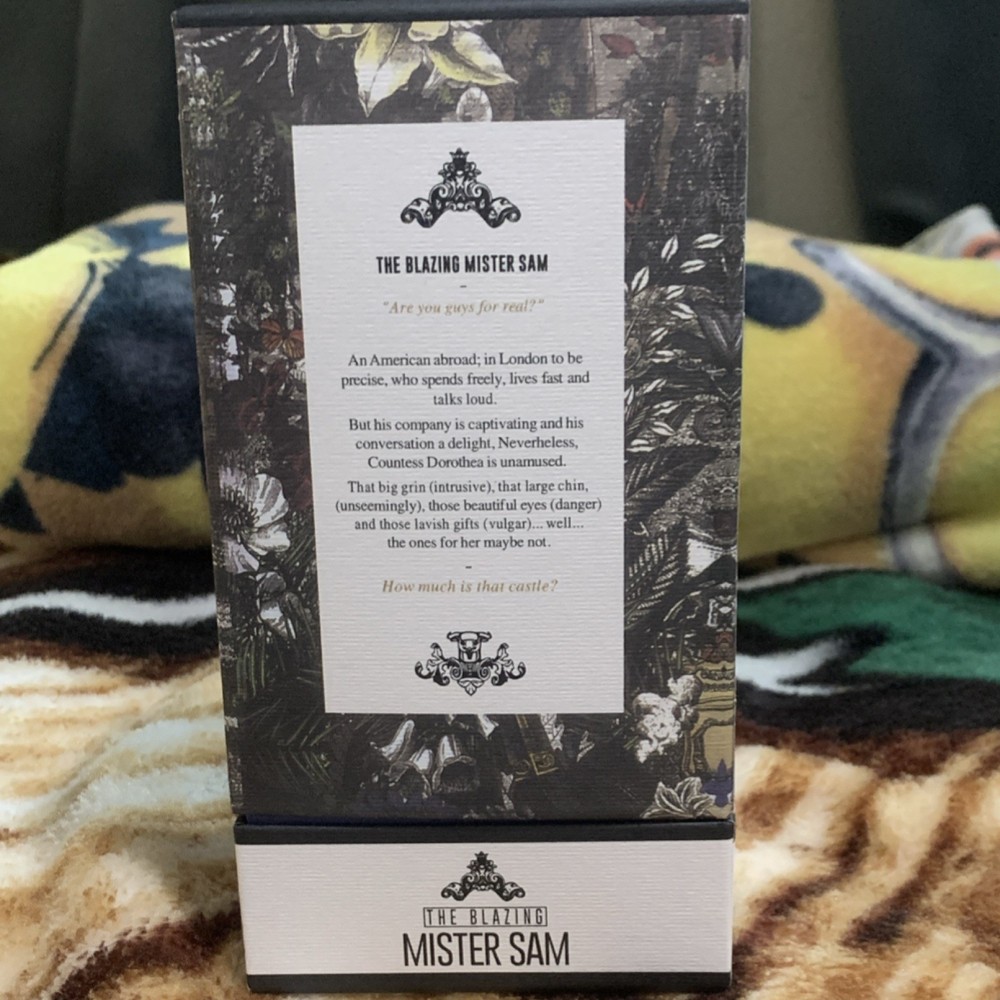 THE BLAZING MISTER SAM
-
"Are you guys for real?"
An American abroad; in London to be
precise, who spends freely, lives fast and
talks loud.
But his company is captivating and his
conversation a delight, Nevertheless,
Countess Dorothea is unamused.
That big grin (intrusive), that large chin,
(unseemingly), those beautiful eyes (danger)
and those lavish gifts (vulgar)... well...
the ones for her maybe not.
-
How much is that castle?
THE BLAZING
MISTER SAM